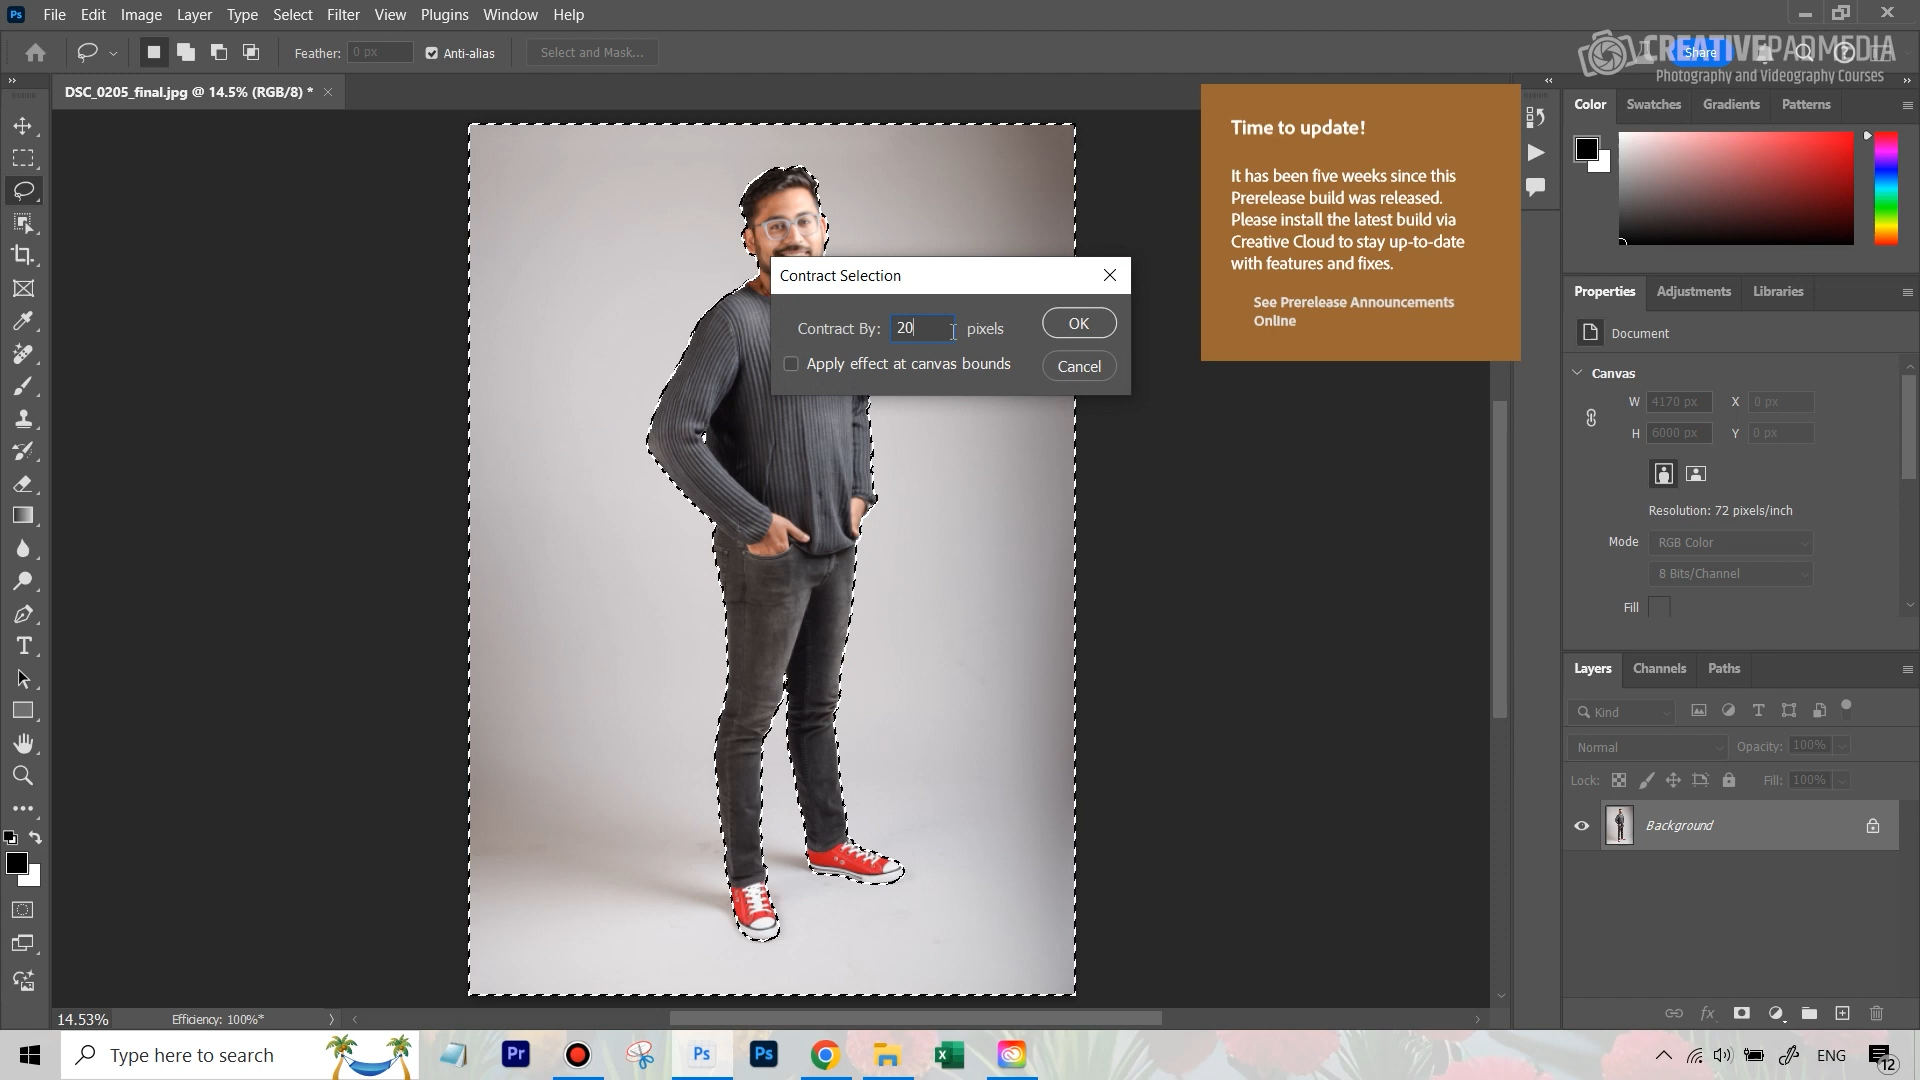 Ps File Edit Image Layer Type Select Filter View Plugins Window Help
Feather: 0 px Anti-alias Select and Mask... Share
CREATIVEPADMEDIA
Photography and Videography Courses
DSC_0205_final.jpg @ 14.5% (RGB/8) *
Time to update!
It has been five weeks since this
Prerelease build was released.
Please install the latest build via
Creative Cloud to stay up-to-date
with features and fixes.
See Prerelease Announcements
Online
Contract Selection
Contract By: 20 pixels
OK
Apply effect at canvas bounds
Cancel
Color Swatches Gradients Patterns
Properties Adjustments Libraries
Document
Canvas
W 4170 px X 0 px
H 6000 px Y 0 px
Resolution: 72 pixels/inch
Mode RGB Color
8 Bits/Channel
Fill
Layers Channels Paths
Kind
Normal Opacity: 100%
Lock: Fill: 100%
Background
14.53% Efficiency: 100%*
Type here to search
Pr Ps Ps
ENG
12